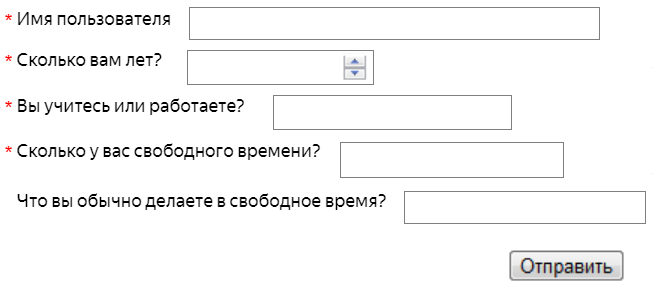 * Имя пользователя
* Сколько вам лет?
* Вы учитесь или работаете?
* Сколько у вас свободного времени?
Что вы обычно делаете в свободное время?
Отправить